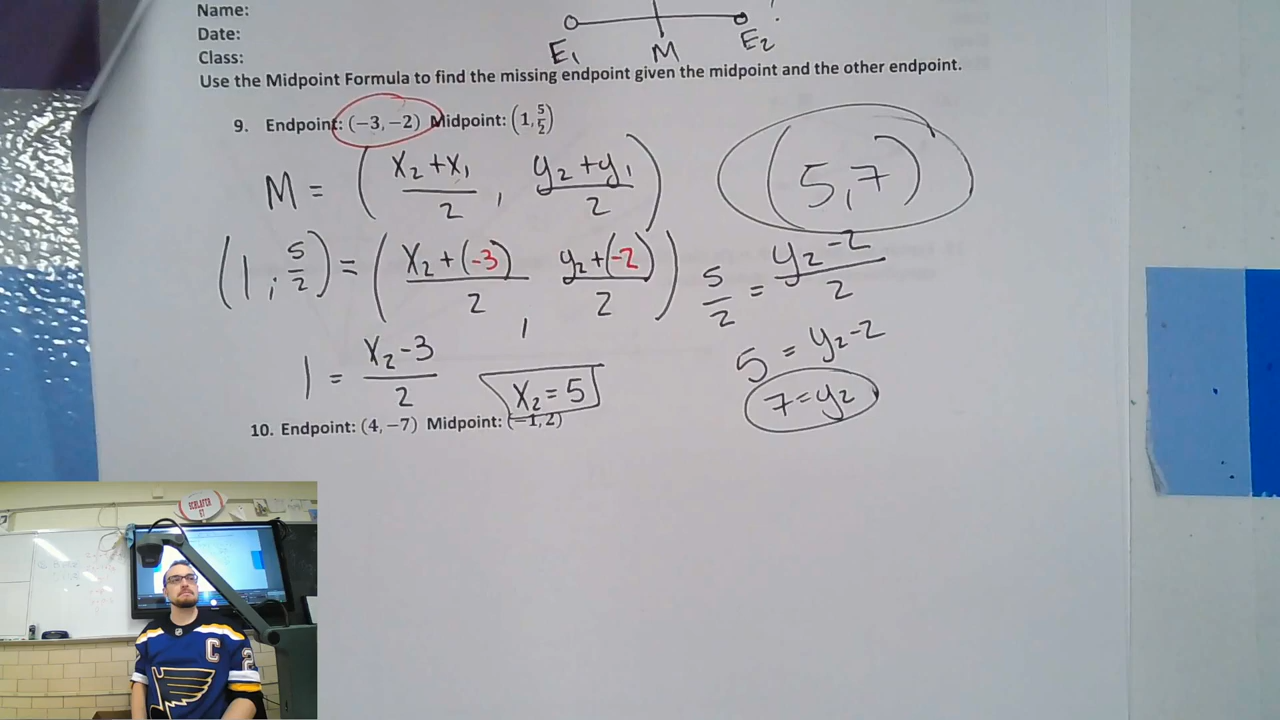 Name:
Date:
Class:
?
E₁ M E₂
Use the Midpoint Formula to find the missing endpoint given the midpoint and the other endpoint.
9. Endpoint: (−3, −2) Midpoint: (1, 5/2)
M = ( (x₂ + x₁)/2 , (y₂ + y₁)/2 )
(5, 7)
(1, 5/2) = ( (x₂ + (-3))/2 , (y₂ + (-2))/2 )
5/2 = (y₂ - 2)/2
5 = y₂ - 2
1 = (x₂ - 3)/2
x₂ = 5
7 = y₂
10. Endpoint: (4, −7) Midpoint: (−1, 2)
SCHLAFER
67
C
2